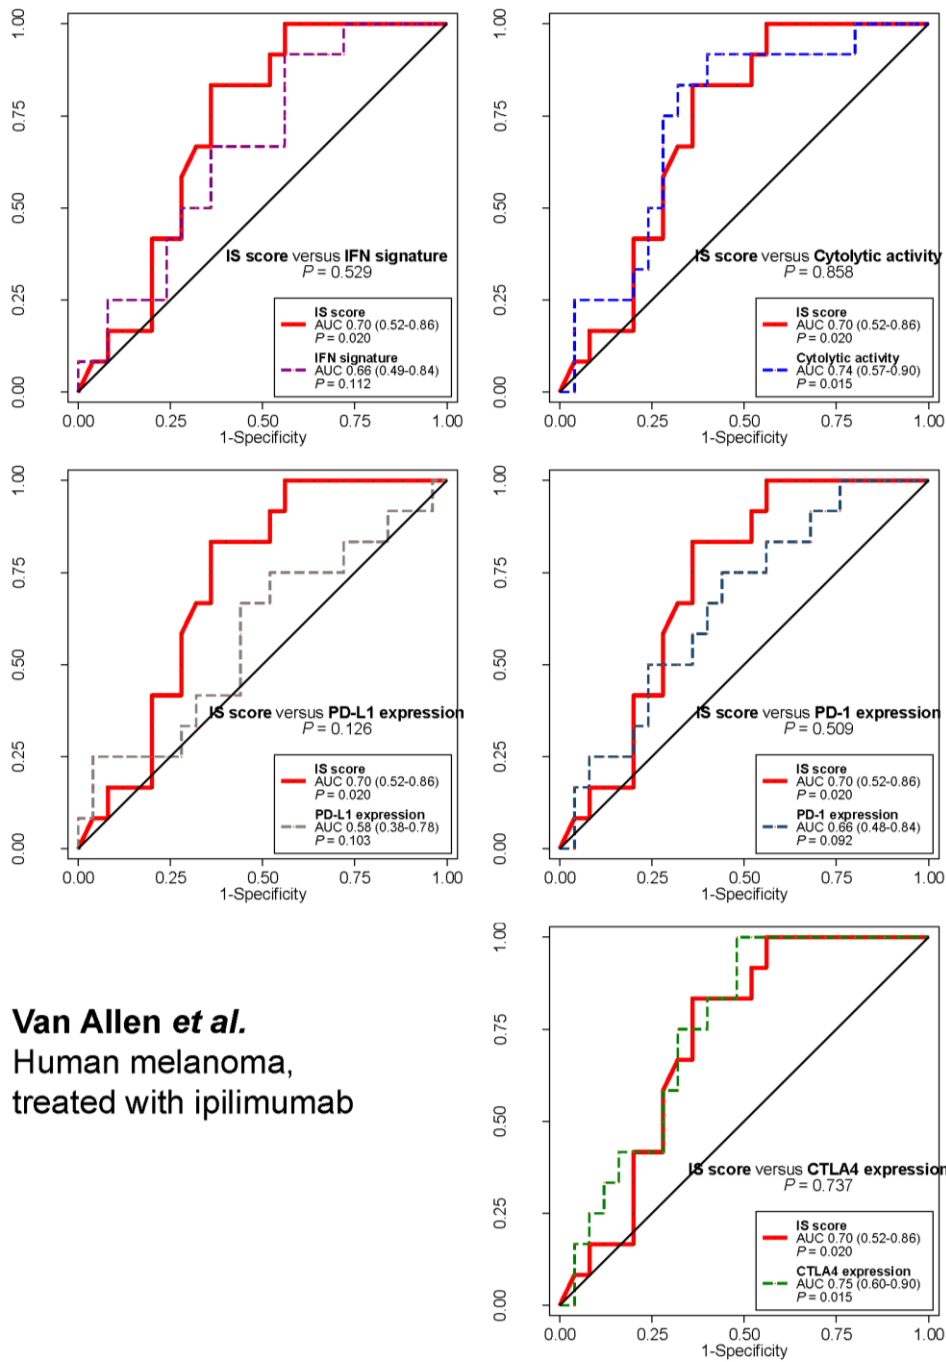 1.00
0.75
0.50
0.25
0.00
IS score versus IFN signature
P = 0.529
IS score
AUC 0.70 (0.52-0.86)
P = 0.020
IFN signature
AUC 0.66 (0.49-0.84)
P = 0.112
0.00 0.25 0.50 0.75 1.00
1-Specificity
1.00
0.75
0.50
0.25
0.00
IS score versus Cytolytic activity
P = 0.858
IS score
AUC 0.70 (0.52-0.86)
P = 0.020
Cytolytic activity
AUC 0.74 (0.57-0.90)
P = 0.015
0.00 0.25 0.50 0.75 1.00
1-Specificity
1.00
0.75
0.50
0.25
0.00
IS score versus PD-L1 expression
P = 0.126
IS score
AUC 0.70 (0.52-0.86)
P = 0.020
PD-L1 expression
AUC 0.58 (0.38-0.78)
P = 0.103
0.00 0.25 0.50 0.75 1.00
1-Specificity
1.00
0.75
0.50
0.25
0.00
IS score versus PD-1 expression
P = 0.509
IS score
AUC 0.70 (0.52-0.86)
P = 0.020
PD-1 expression
AUC 0.66 (0.48-0.84)
P = 0.092
0.00 0.25 0.50 0.75 1.00
1-Specificity
Van Allen et al.
Human melanoma,
treated with ipilimumab
1.00
0.75
0.50
0.25
0.00
IS score versus CTLA4 expression
P = 0.737
IS score
AUC 0.70 (0.52-0.86)
P = 0.020
CTLA4 expression
AUC 0.75 (0.60-0.90)
P = 0.015
0.00 0.25 0.50 0.75 1.00
1-Specificity